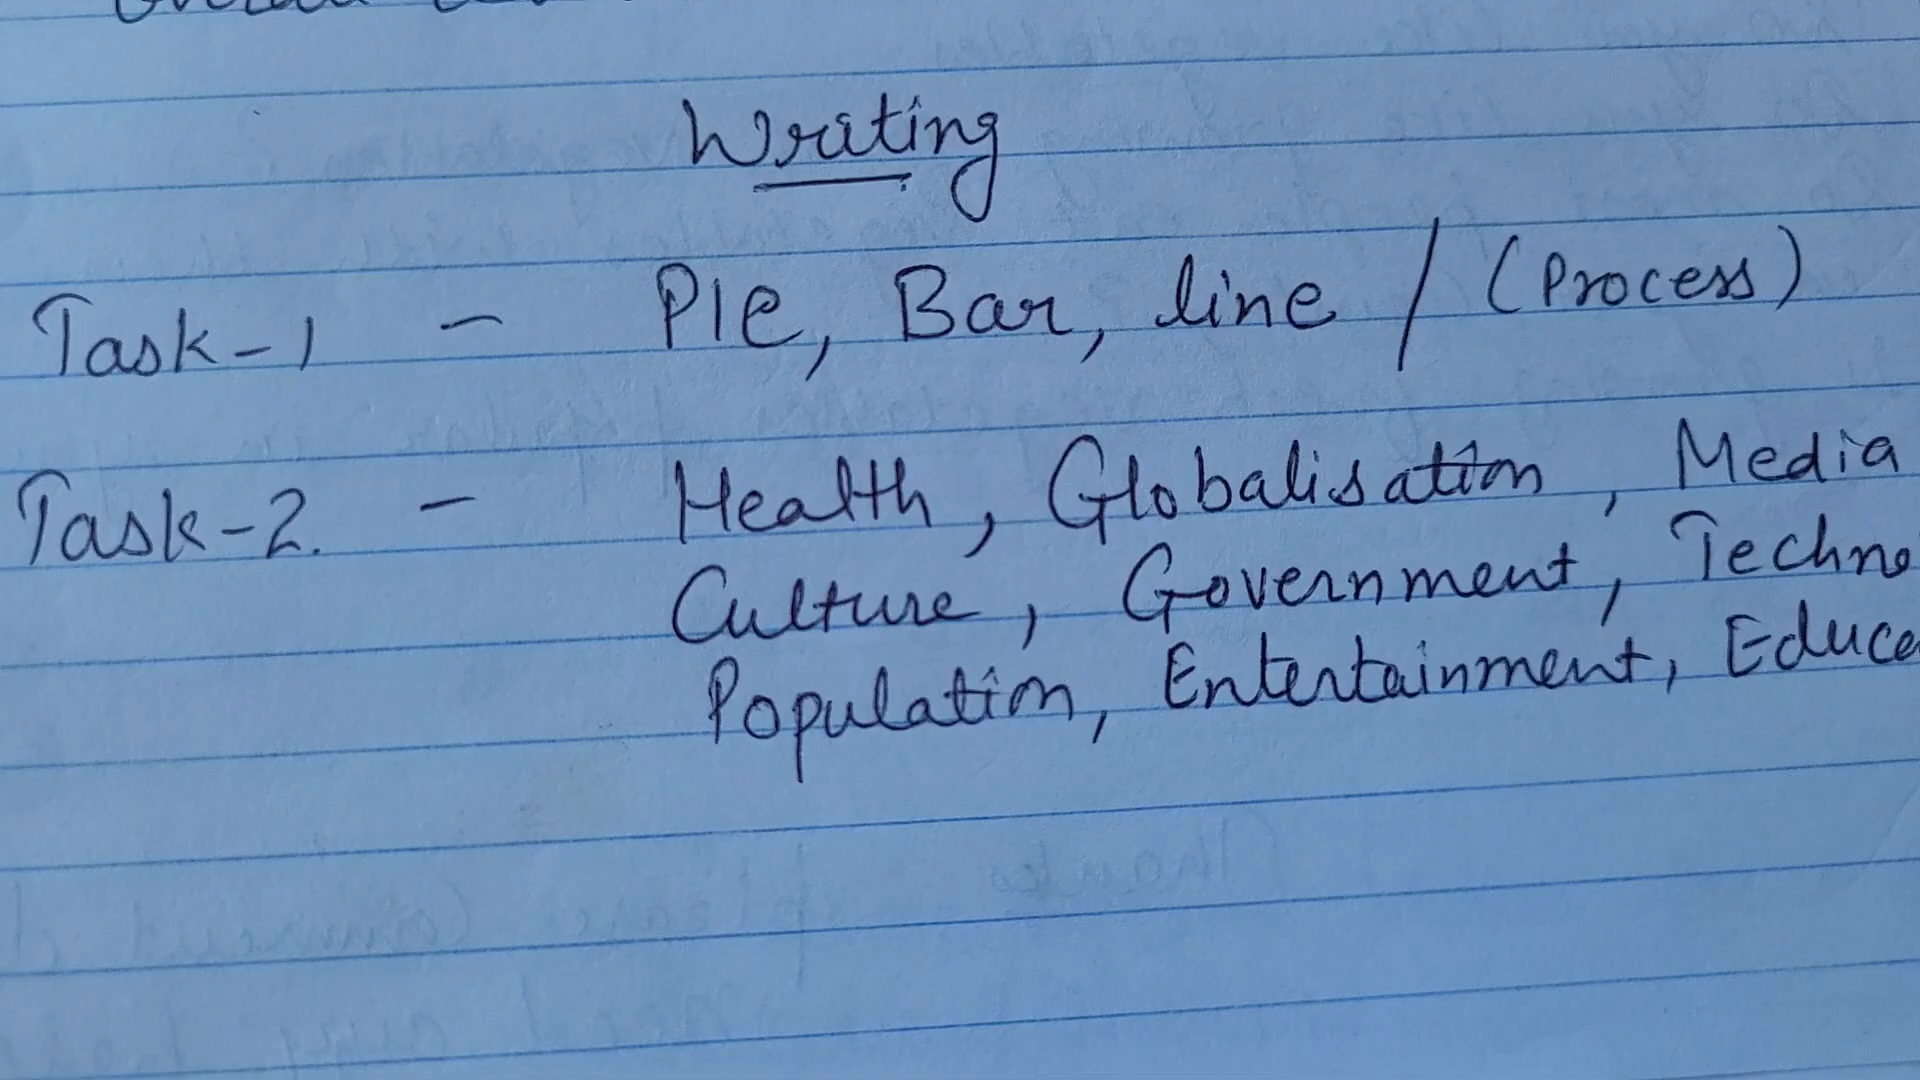 Writing
Task-1 - Pie, Bar, line / (Process)
Task-2. - Health, Globalisation, Media
Culture, Government, Techno
Population, Entertainment, Educa